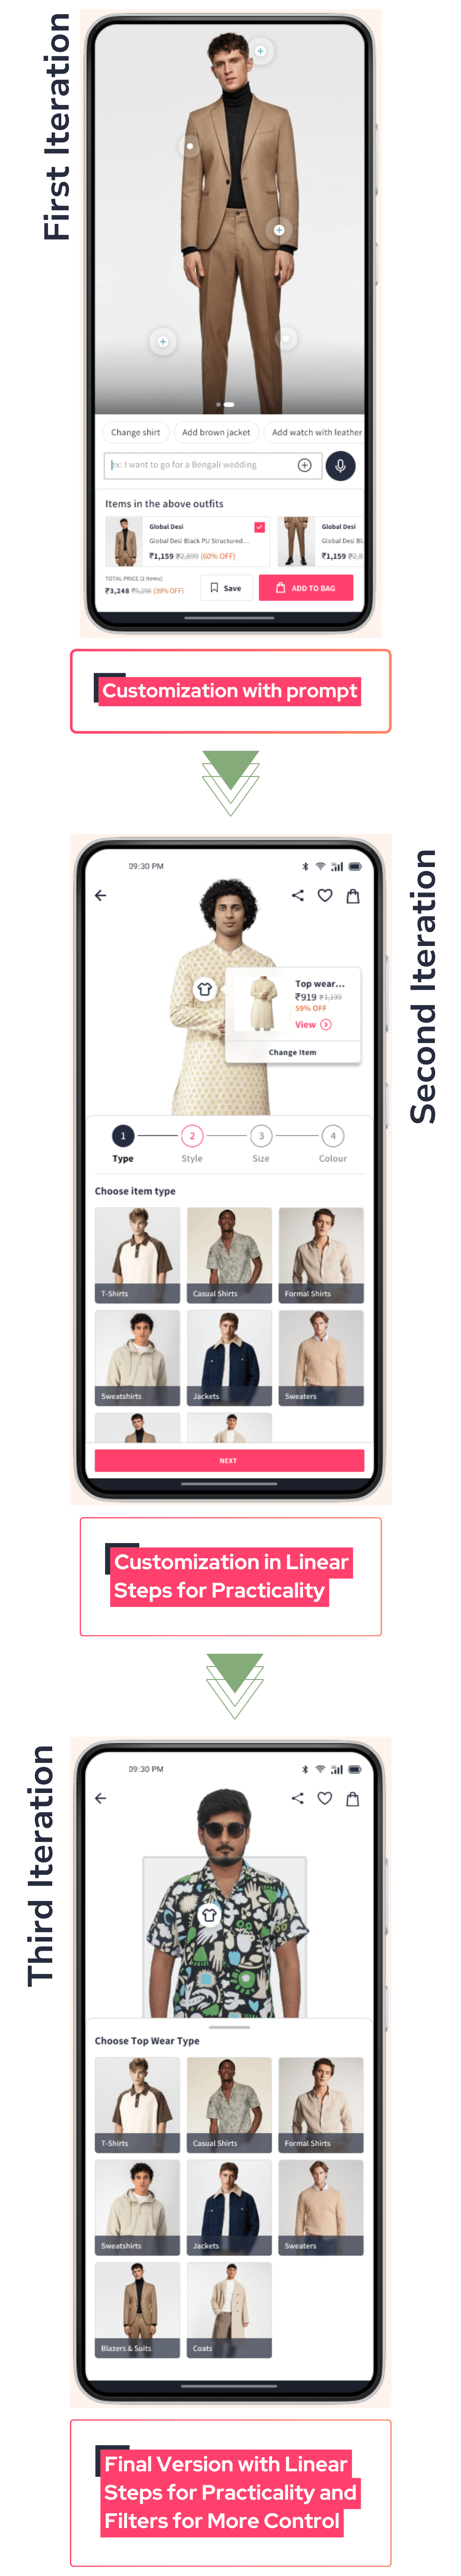 First Iteration
Change shirt
Add brown jacket
Add watch with leather
ex: I want to go for a Bengali wedding
Items in the above outfits
Global Desi
Global Desi Black PU Structured...
₹1,159 ₹2,899 (60% OFF)
Global Desi
Global Desi Bl
₹1,159 ₹2,8
TOTAL PRICE (2 Items)
₹3,248 ₹5,298 (39% OFF)
Save
ADD TO BAG
Customization with prompt
Second Iteration
09:30 PM
Top wear...
₹919 ₹1,199
59% OFF
View
Change Item
1
2
3
4
Type
Style
Size
Colour
Choose item type
T-Shirts
Casual Shirts
Formal Shirts
Sweatshirts
Jackets
Sweaters
NEXT
Customization in Linear
Steps for Practicality
Third Iteration
09:30 PM
Choose Top Wear Type
T-Shirts
Casual Shirts
Formal Shirts
Sweatshirts
Jackets
Sweaters
Blazers & Suits
Coats
Final Version with Linear
Steps for Practicality and
Filters for More Control